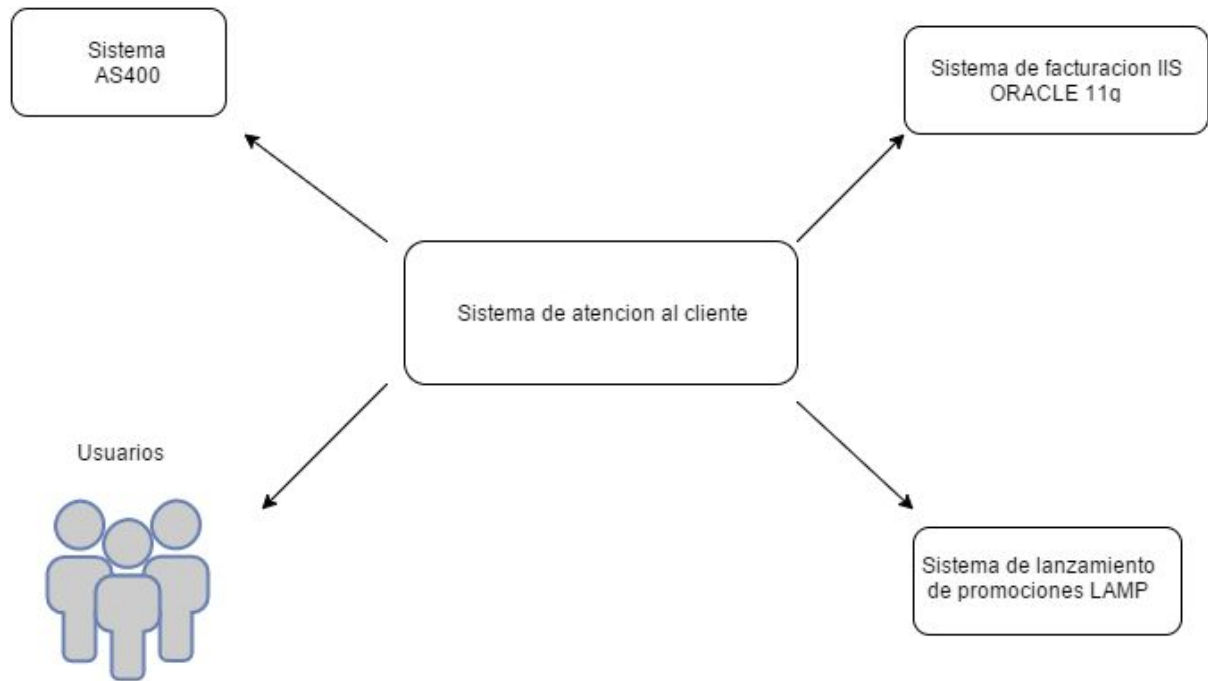 Sistema
AS400
Sistema de facturacion IIS
ORACLE 11g
Sistema de atencion al cliente
Usuarios
Sistema de lanzamiento
de promociones LAMP